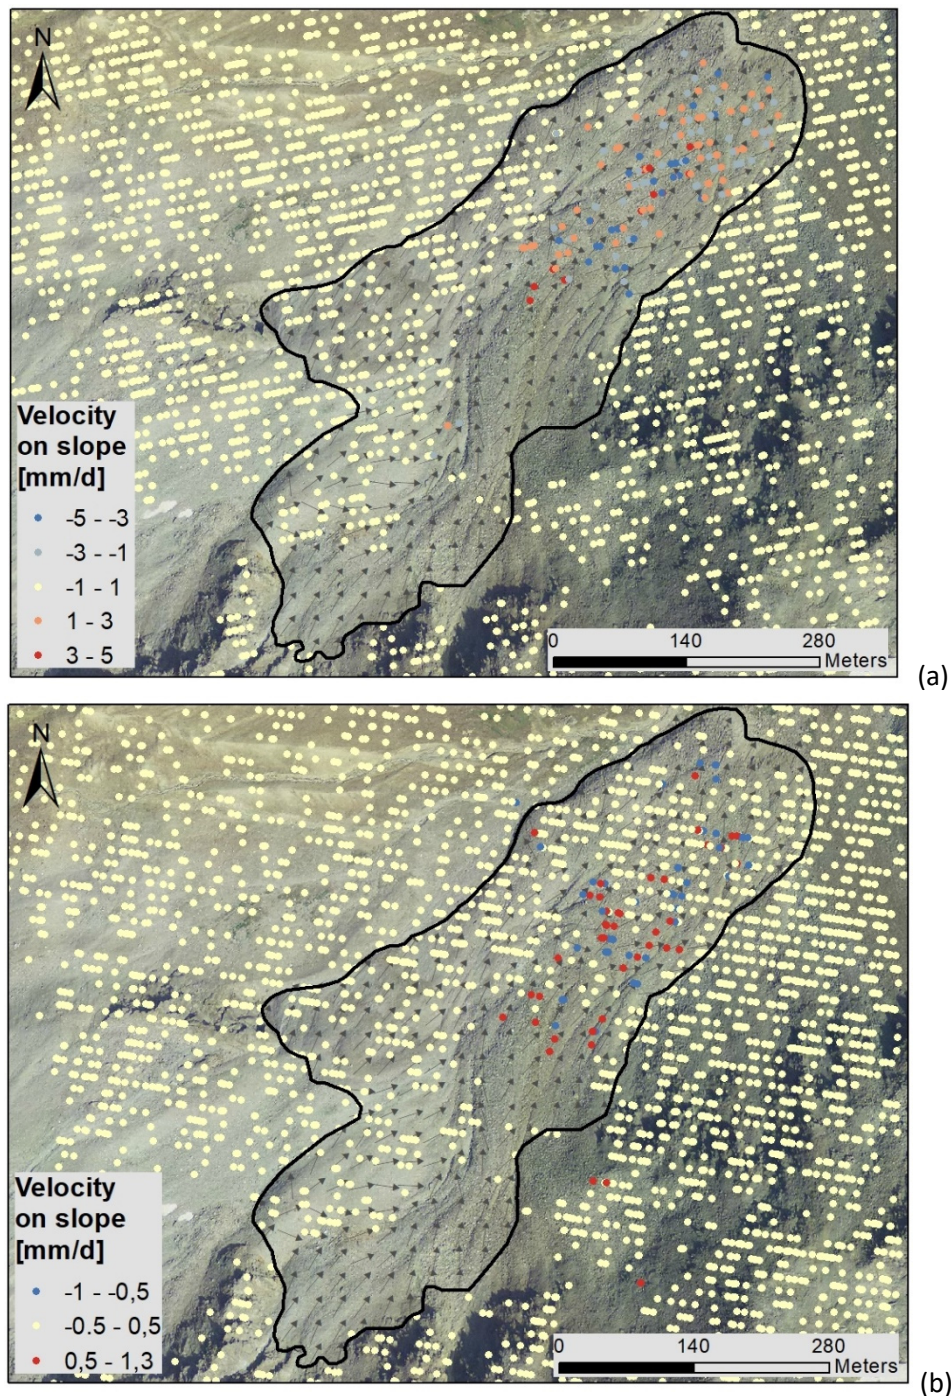 N
Velocity
on slope
[mm/d]
-5 - -3
-3 - -1
-1 - 1
1 - 3
3 - 5
0 140 280
Meters
(a)
N
Velocity
on slope
[mm/d]
-1 - -0,5
-0.5 - 0,5
0,5 - 1,3
0 140 280
Meters
(b)